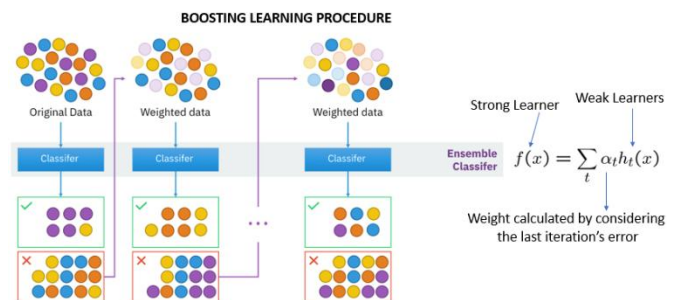 BOOSTING LEARNING PROCEDURE
Original Data
Weighted data
Weighted data
Classifer
Classifer
Classifer
Ensemble
Classifer
...
Strong Learner
Weak Learners
f(x) = ∑ αₜhₜ(x)
t
Weight calculated by considering
the last iteration's error